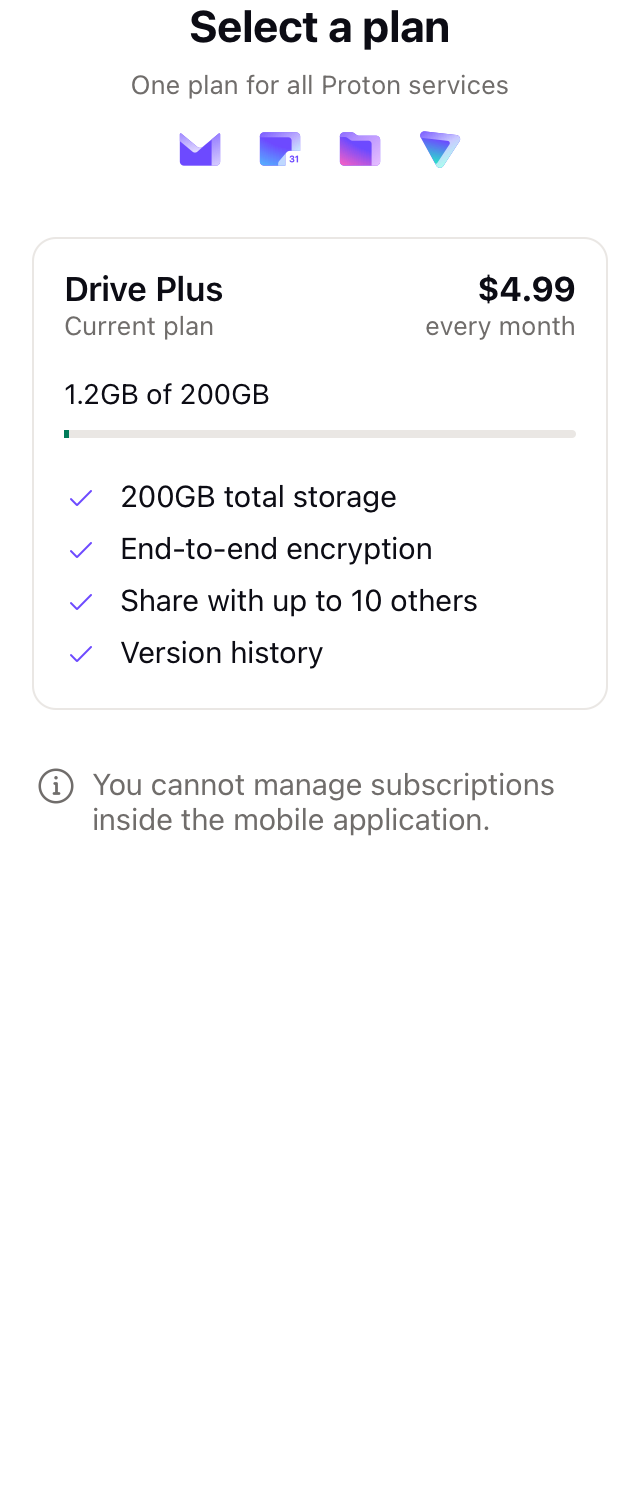 Select a plan
One plan for all Proton services
31
Drive Plus
$4.99
Current plan
every month
1.2GB of 200GB
200GB total storage
End-to-end encryption
Share with up to 10 others
Version history
You cannot manage subscriptions
inside the mobile application.